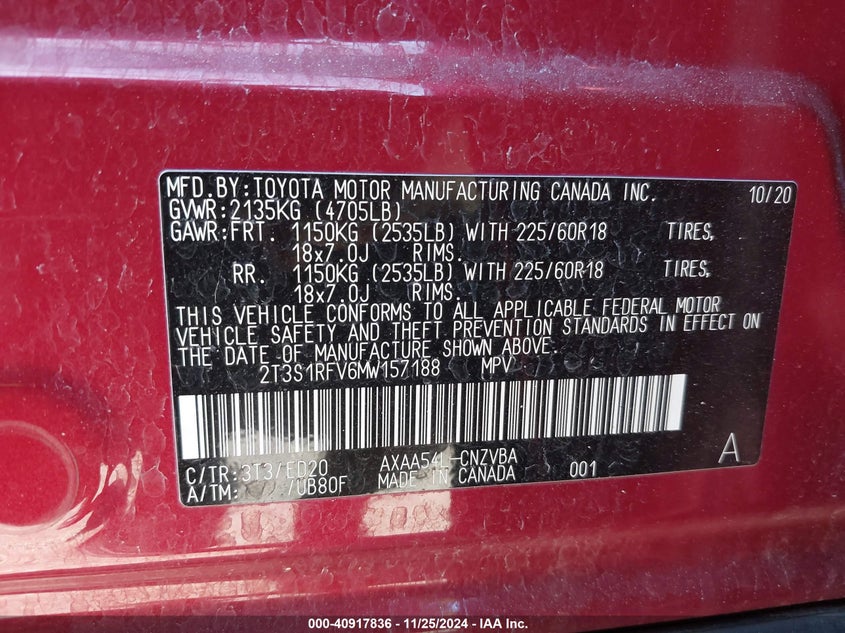 MFD.BY:TOYOTA MOTOR MANUFACTURING CANADA INC. 10/20
GVWR:2135KG (4705LB)
GAWR:FRT. 1150KG (2535LB) WITH 225/60R18 TIRES,
18x7.0J RIMS.
RR. 1150KG (2535LB) WITH 225/60R18 TIRES,
18x7.0J RIMS.
THIS VEHICLE CONFORMS TO ALL APPLICABLE FEDERAL MOTOR
VEHICLE SAFETY AND THEFT PREVENTION STANDARDS IN EFFECT ON
THE DATE OF MANUFACTURE SHOWN ABOVE.
2T3S1RFV6MW157188 MPV
A
C/TR:3T3/ED20 AXAA54L-CNZVBA
A/TM: /UB80F MADE IN CANADA 001
000-40917836 - 11/25/2024 - IAA Inc.